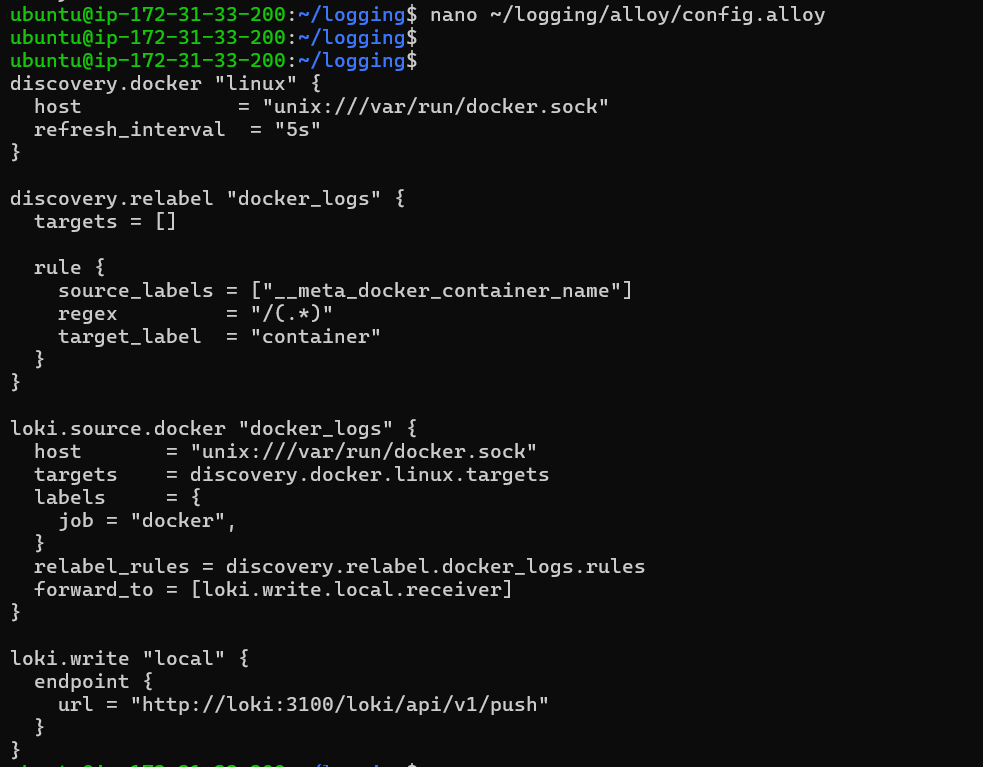 ubuntu@ip-172-31-33-200:~/logging$ nano ~/logging/alloy/config.alloy
ubuntu@ip-172-31-33-200:~/logging$
ubuntu@ip-172-31-33-200:~/logging$
discovery.docker "linux" {
  host             = "unix:///var/run/docker.sock"
  refresh_interval  = "5s"
}

discovery.relabel "docker_logs" {
  targets = []

  rule {
    source_labels = ["__meta_docker_container_name"]
    regex         = "/(.*)"
    target_label  = "container"
  }
}

loki.source.docker "docker_logs" {
  host       = "unix:///var/run/docker.sock"
  targets    = discovery.docker.linux.targets
  labels     = {
    job = "docker",
  }
  relabel_rules = discovery.relabel.docker_logs.rules
  forward_to = [loki.write.local.receiver]
}

loki.write "local" {
  endpoint {
    url = "http://loki:3100/loki/api/v1/push"
  }
}